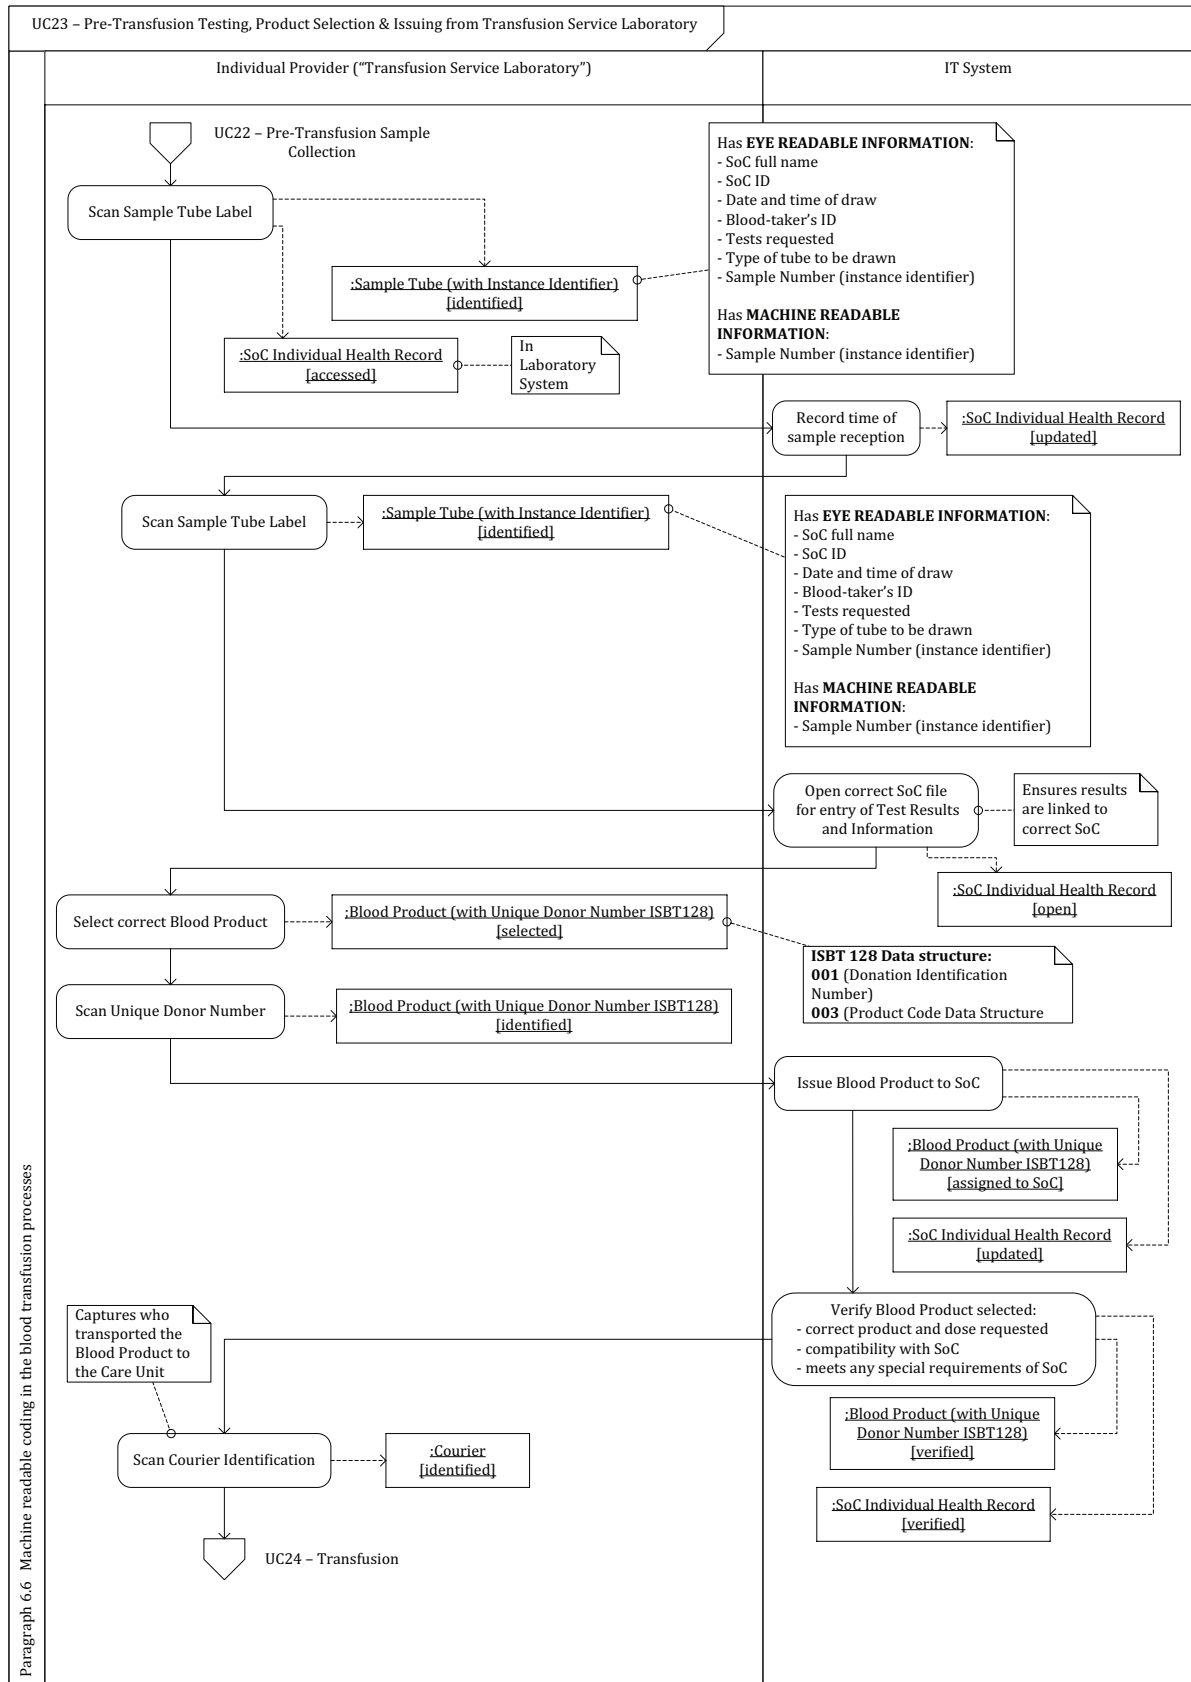 UC23 – Pre-Transfusion Testing, Product Selection & Issuing from Transfusion Service Laboratory
Individual Provider (“Transfusion Service Laboratory”)
IT System
UC22 – Pre-Transfusion Sample
Collection
Scan Sample Tube Label
Has EYE READABLE INFORMATION:
- SoC full name
- SoC ID
- Date and time of draw
- Blood-taker's ID
- Tests requested
- Type of tube to be drawn
- Sample Number (instance identifier)
Has MACHINE READABLE
INFORMATION:
- Sample Number (instance identifier)
:Sample Tube (with Instance Identifier)
[identified]
:SoC Individual Health Record
[accessed]
In
Laboratory
System
Record time of
sample reception
:SoC Individual Health Record
[updated]
Scan Sample Tube Label
:Sample Tube (with Instance Identifier)
[identified]
Has EYE READABLE INFORMATION:
- SoC full name
- SoC ID
- Date and time of draw
- Blood-taker's ID
- Tests requested
- Type of tube to be drawn
- Sample Number (instance identifier)
Has MACHINE READABLE
INFORMATION:
- Sample Number (instance identifier)
Open correct SoC file
for entry of Test Results
and Information
Ensures results
are linked to
correct SoC
:SoC Individual Health Record
[open]
Select correct Blood Product
:Blood Product (with Unique Donor Number ISBT128)
[selected]
ISBT 128 Data structure:
001 (Donation Identification
Number)
003 (Product Code Data Structure
Scan Unique Donor Number
:Blood Product (with Unique Donor Number ISBT128)
[identified]
Issue Blood Product to SoC
:Blood Product (with Unique
Donor Number ISBT128)
[assigned to SoC]
:SoC Individual Health Record
[updated]
Verify Blood Product selected:
- correct product and dose requested
- compatibility with SoC
- meets any special requirements of SoC
Captures who
transported the
Blood Product to
the Care Unit
:Blood Product (with Unique
Donor Number ISBT128)
[verified]
Scan Courier Identification
:Courier
[identified]
:SoC Individual Health Record
[verified]
UC24 – Transfusion
Paragraph 6.6 Machine readable coding in the blood transfusion processes